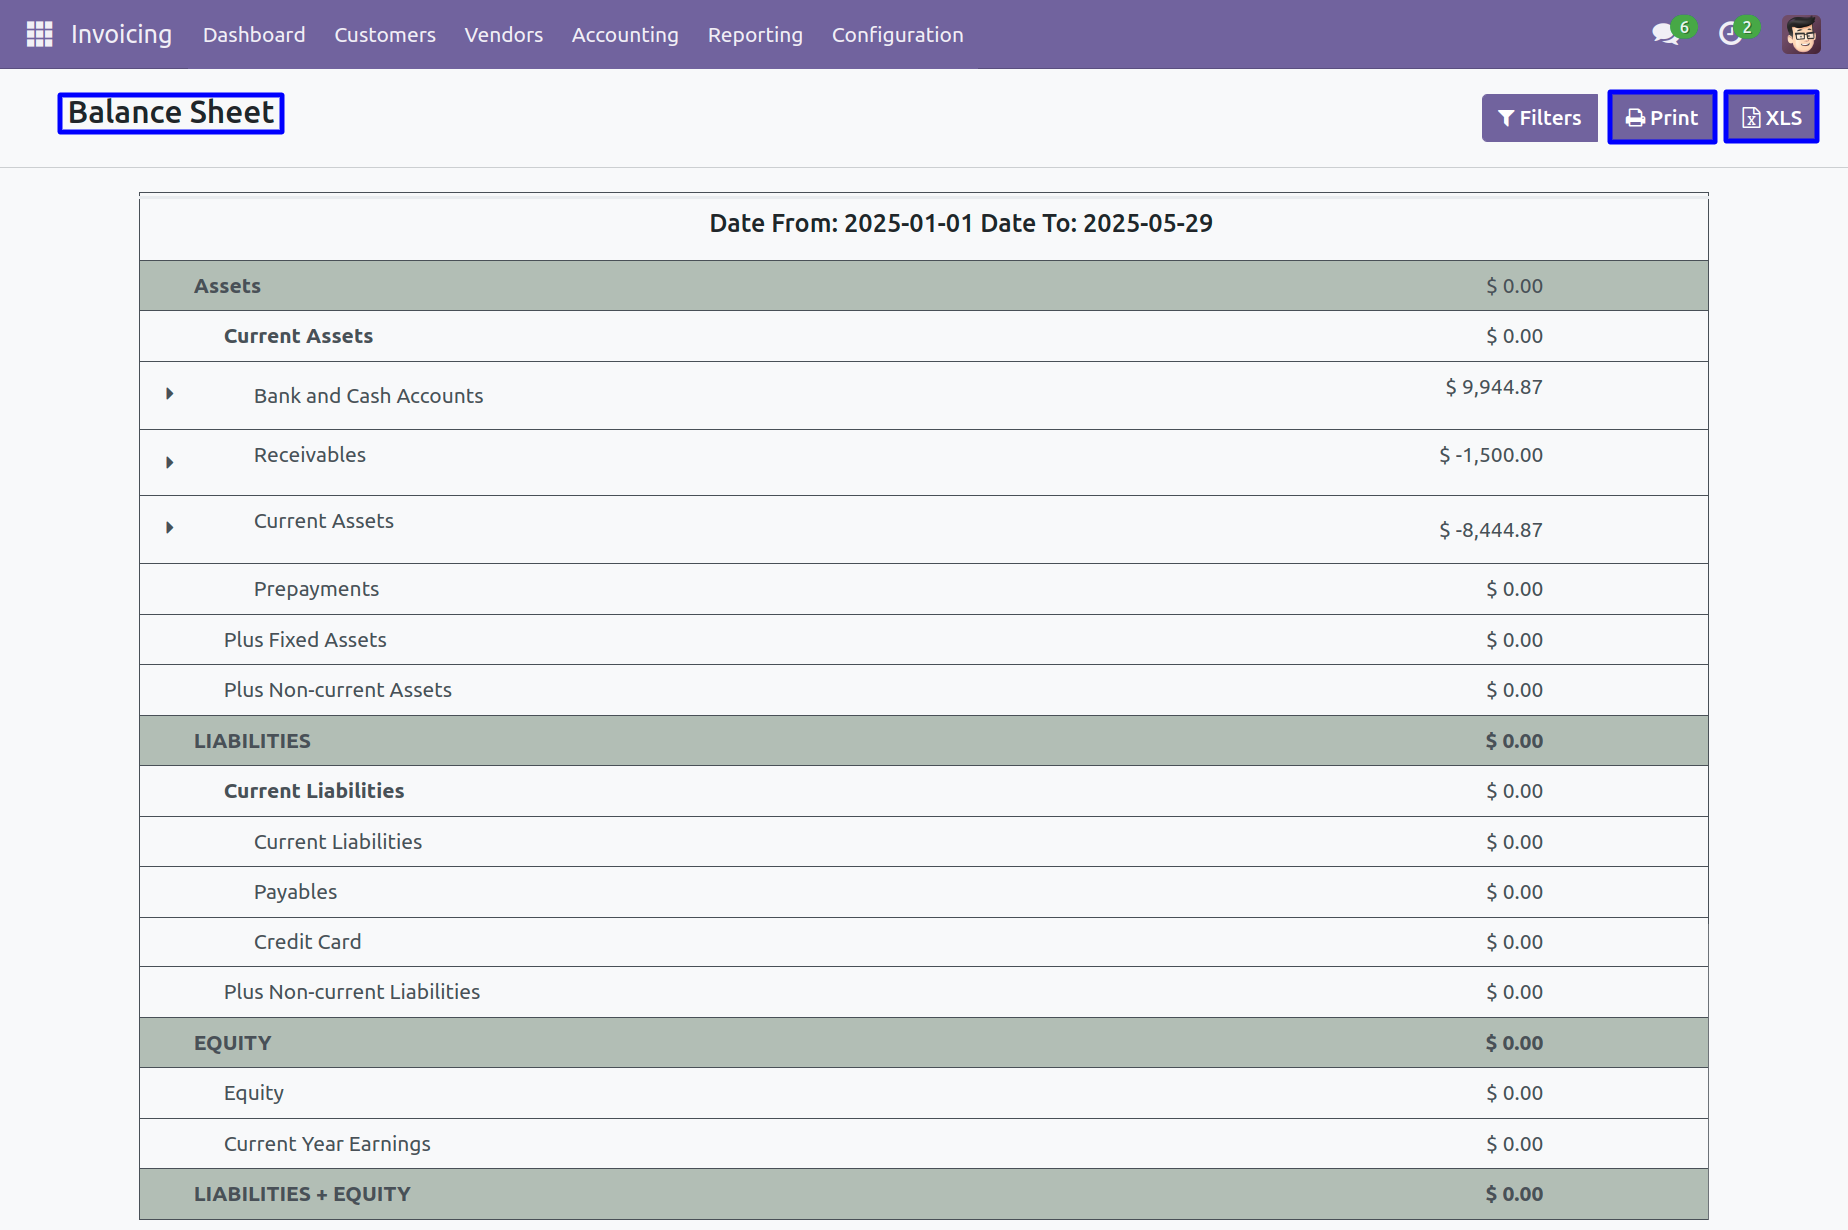 Invoicing Dashboard Customers Vendors Accounting Reporting Configuration 6 2
Balance Sheet Filters Print XLS
Date From: 2025-01-01 Date To: 2025-05-29
Assets $ 0.00
Current Assets $ 0.00
Bank and Cash Accounts $ 9,944.87
Receivables $ -1,500.00
Current Assets $ -8,444.87
Prepayments $ 0.00
Plus Fixed Assets $ 0.00
Plus Non-current Assets $ 0.00
LIABILITIES $ 0.00
Current Liabilities $ 0.00
Current Liabilities $ 0.00
Payables $ 0.00
Credit Card $ 0.00
Plus Non-current Liabilities $ 0.00
EQUITY $ 0.00
Equity $ 0.00
Current Year Earnings $ 0.00
LIABILITIES + EQUITY $ 0.00